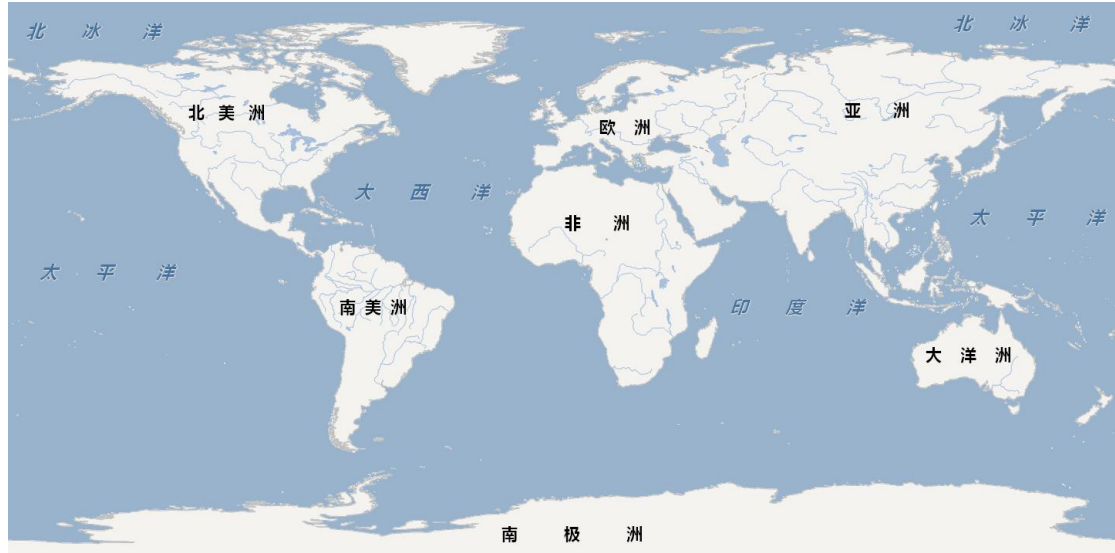 北冰洋
北冰洋
北美洲
欧洲
亚洲
大西洋
非洲
太平洋
太平洋
南美洲
印度洋
大洋洲
南极洲